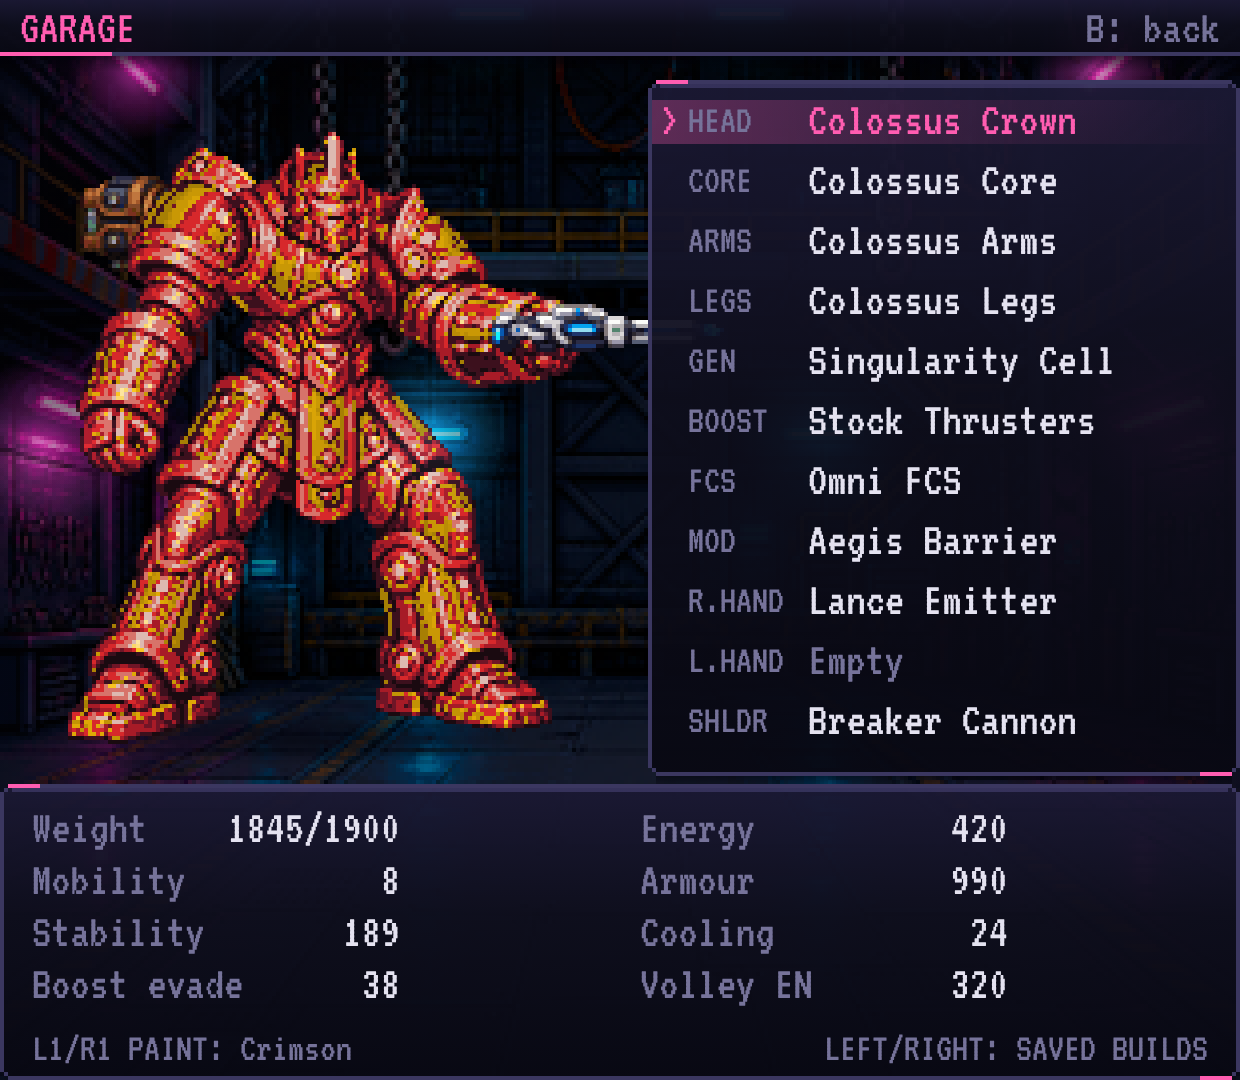 GARAGE B: back
HEAD Colossus Crown
CORE Colossus Core
ARMS Colossus Arms
LEGS Colossus Legs
GEN Singularity Cell
BOOST Stock Thrusters
FCS Omni FCS
MOD Aegis Barrier
R.HAND Lance Emitter
L.HAND Empty
SHLDR Breaker Cannon
Weight 1845/1900 Energy 420
Mobility 8 Armour 990
Stability 189 Cooling 24
Boost evade 38 Volley EN 320
L1/R1 PAINT: Crimson LEFT/RIGHT: SAVED BUILDS